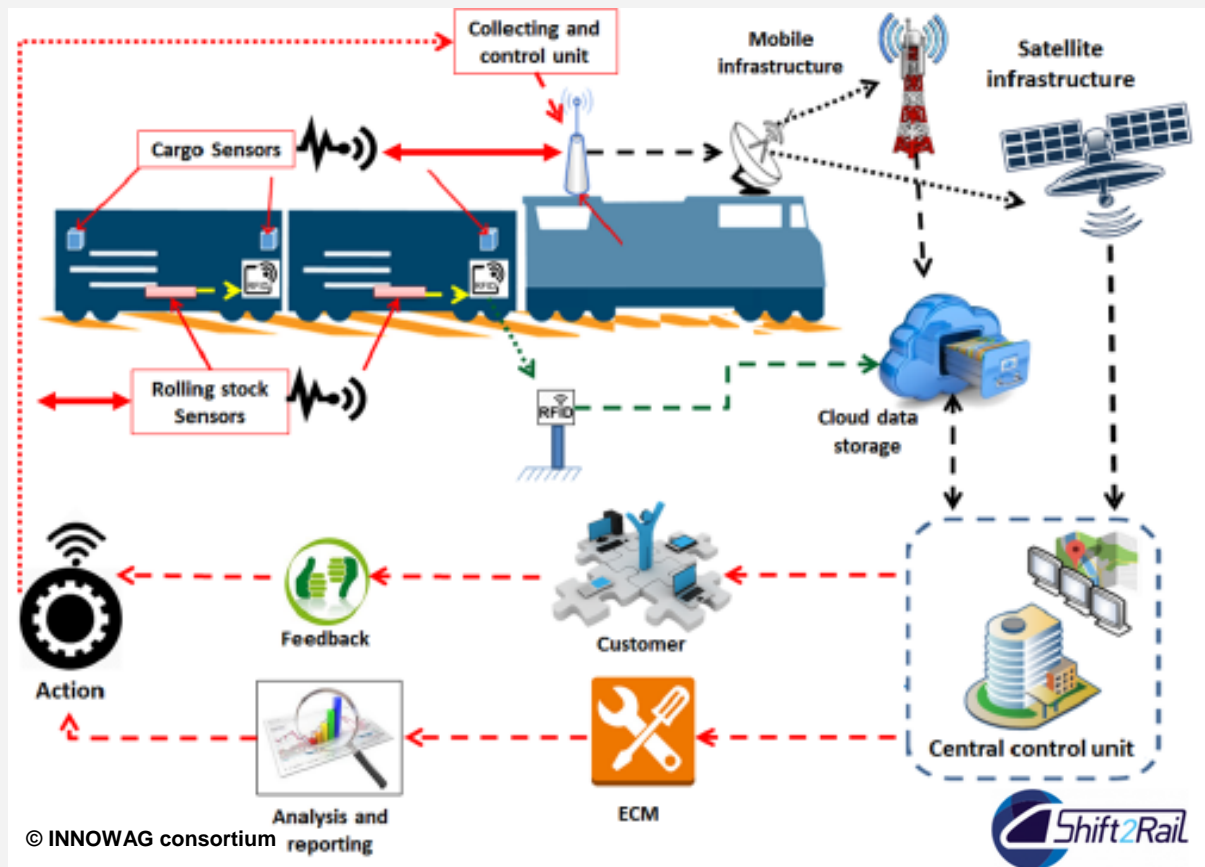 Collecting and
control unit
Mobile
infrastructure
Satellite
infrastructure
Cargo Sensors
RFID
RFID
Rolling stock
Sensors
RFID
Cloud data
storage
Feedback
Customer
Action
Central control unit
Analysis and
reporting
ECM
© INNOWAG consortium
Shift2Rail